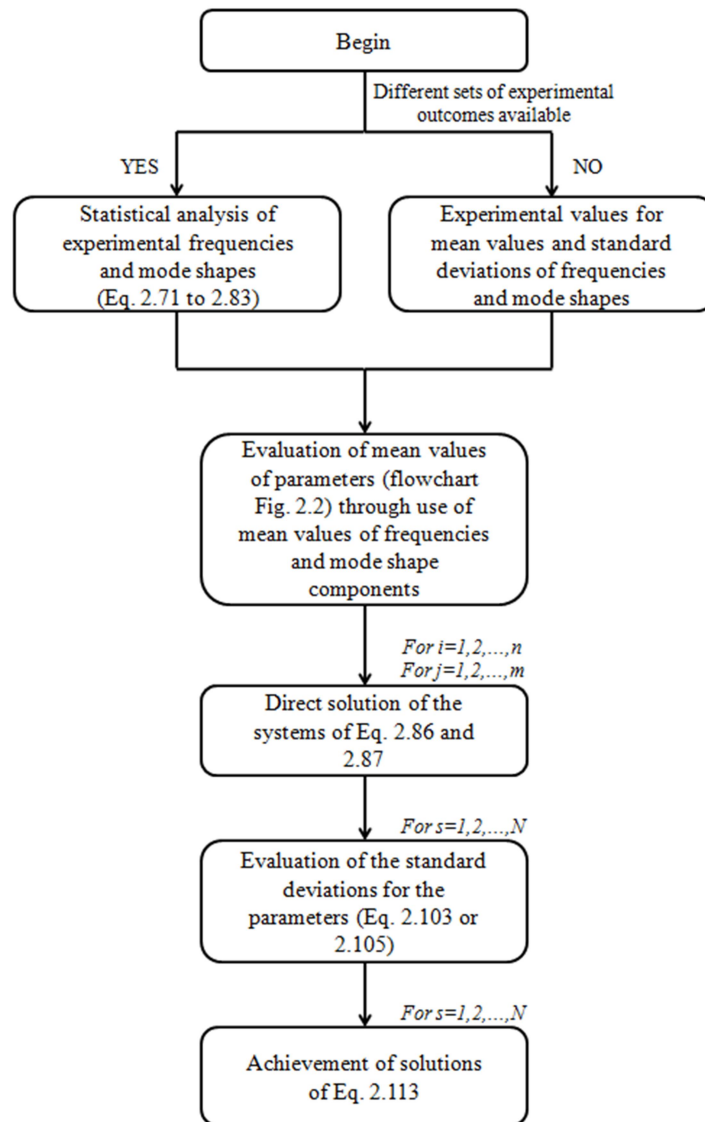 Begin
Different sets of experimental
outcomes available
YES
NO
Statistical analysis of
experimental frequencies
and mode shapes
(Eq. 2.71 to 2.83)
Experimental values for
mean values and standard
deviations of frequencies
and mode shapes
Evaluation of mean values
of parameters (flowchart
Fig. 2.2) through use of
mean values of frequencies
and mode shape
components
For i=1,2,...,n
For j=1,2,...,m
Direct solution of the
systems of Eq. 2.86 and
2.87
For s=1,2,...,N
Evaluation of the standard
deviations for the
parameters (Eq. 2.103 or
2.105)
For s=1,2,...,N
Achievement of solutions
of Eq. 2.113